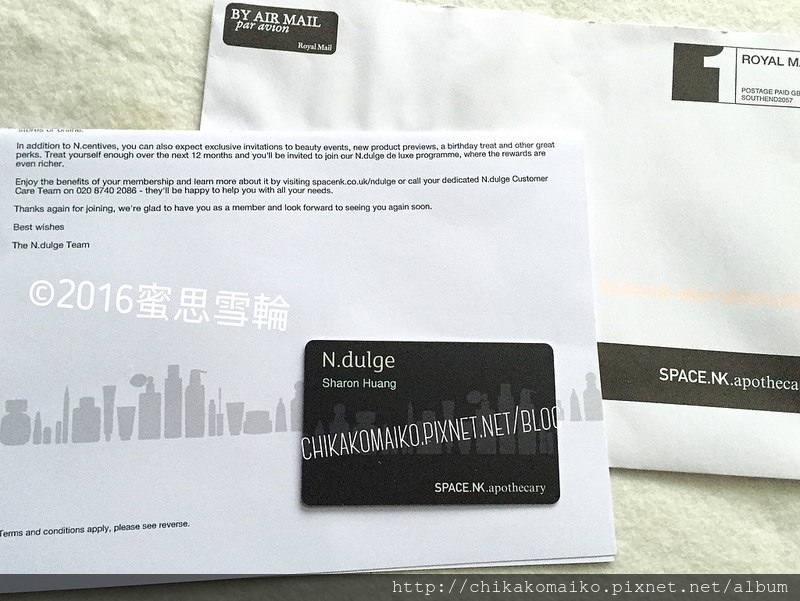 BY AIR MAIL
par avion
Royal Mail
1
ROYAL MA
POSTAGE PAID GB
SOUTHEND2057
stores or online.
In addition to N.centives, you can also expect exclusive invitations to beauty events, new product previews, a birthday treat and other great
perks. Treat yourself enough over the next 12 months and you'll be invited to join our N.dulge de luxe programme, where the rewards are
even richer.
Enjoy the benefits of your membership and learn more about it by visiting spacenk.co.uk/ndulge or call your dedicated N.dulge Customer
Care Team on 020 8740 2086 - they'll be happy to help you with all your needs.
Thanks again for joining, we're glad to have you as a member and look forward to seeing you again soon.
Best wishes
The N.dulge Team
©2016蜜思雪輪
N.dulge
Sharon Huang
CHIKAKOMAIKO.PIXNET.NET/BLOG
SPACE.NK.apothecary
SPACE.NK.apotheca
Terms and conditions apply, please see reverse.
http://chikakomaiko.pixnet.net/album